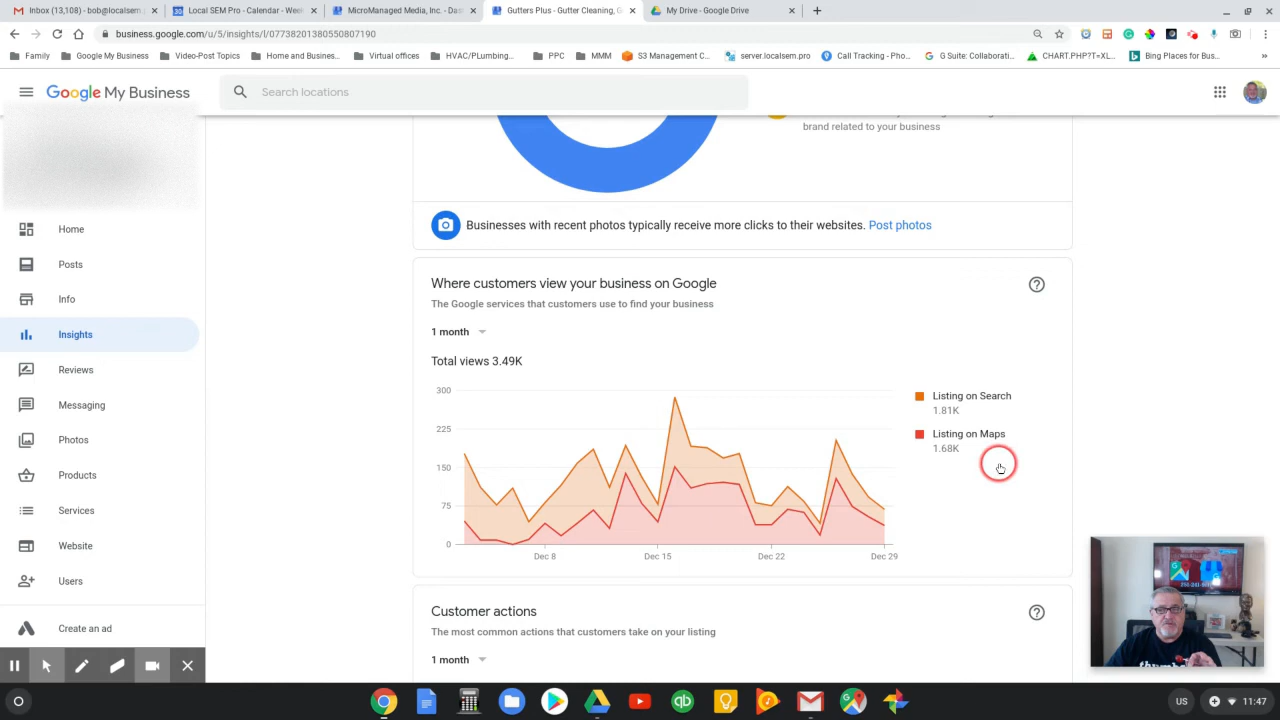 Inbox (13,108) - bob@localsem
Local SEM Pro - Calendar - Wee
MicroManaged Media, Inc. - Das
Gutters Plus - Gutter Cleaning, G
My Drive - Google Drive
business.google.com/u/5/insights/l/07738201380550807190
Family
Google My Business
Video-Post Topics
Home and Busines...
Virtual offices
HVAC/PLumbing...
PPC
MMM
S3 Management C...
server.localsem.pro
Call Tracking - Pho...
G Suite: Collaborati...
CHART.PHP?T=XL...
Bing Places for Bus...
Google My Business
Search locations
brand related to your business
Businesses with recent photos typically receive more clicks to their websites. Post photos
Home
Posts
Info
Insights
Reviews
Messaging
Photos
Products
Services
Website
Users
Create an ad
Where customers view your business on Google
The Google services that customers use to find your business
1 month
Total views 3.49K
300
225
150
75
0
Dec 8
Dec 15
Dec 22
Dec 29
Listing on Search
1.81K
Listing on Maps
1.68K
Customer actions
The most common actions that customers take on your listing
1 month
US
11:47